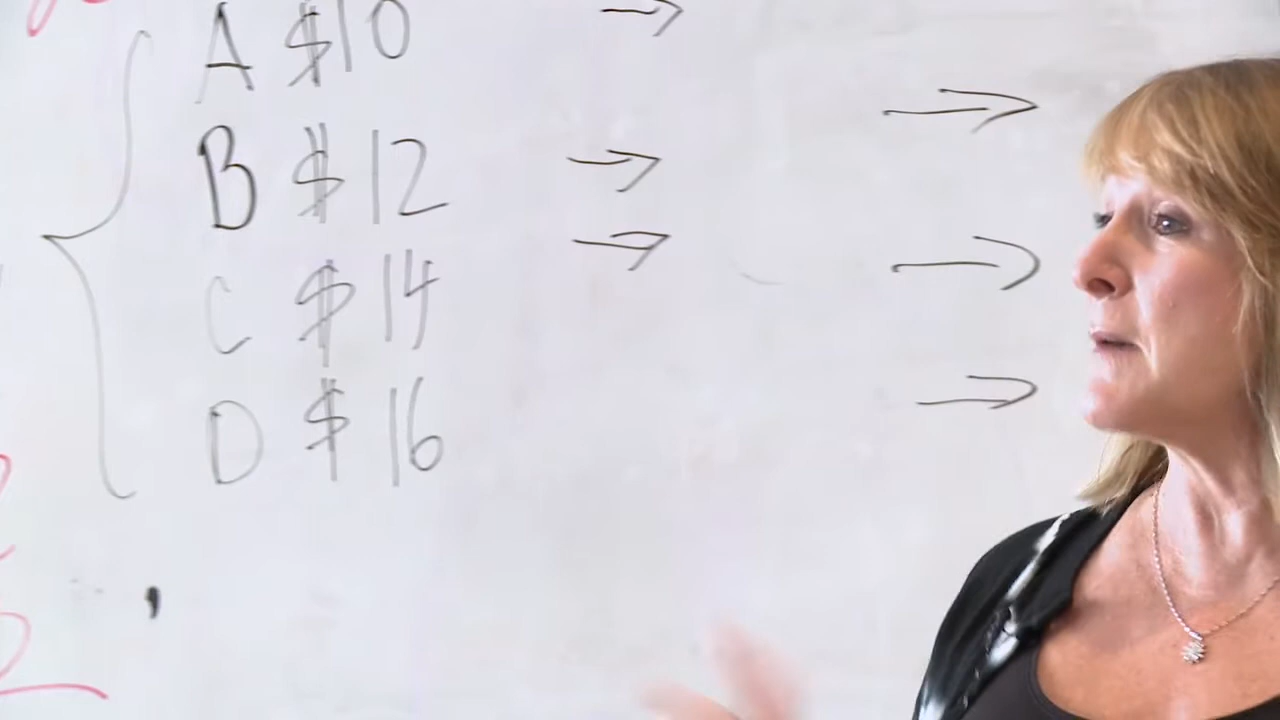 A $10 →
→
B $12 →
→
C $14
D $16 →